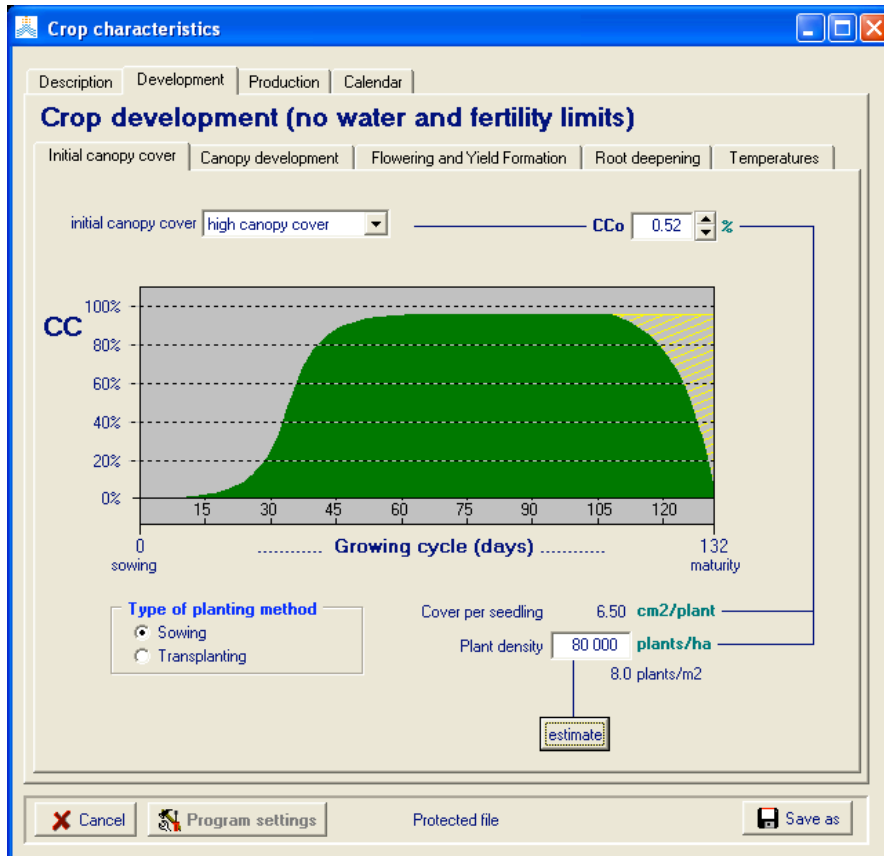 Crop characteristics
Description Development Production Calendar
Crop development (no water and fertility limits)
Initial canopy cover Canopy development Flowering and Yield Formation Root deepening Temperatures
initial canopy cover high canopy cover CCo 0.52 %
CC
100%
80%
60%
40%
20%
0%
15 30 45 60 75 90 105 120
0 ............ Growing cycle (days) ............ 132
sowing maturity
Type of planting method
Sowing
Transplanting
Cover per seedling 6.50 cm2/plant
Plant density 80 000 plants/ha
8.0 plants/m2
estimate
Cancel Program settings Protected file Save as